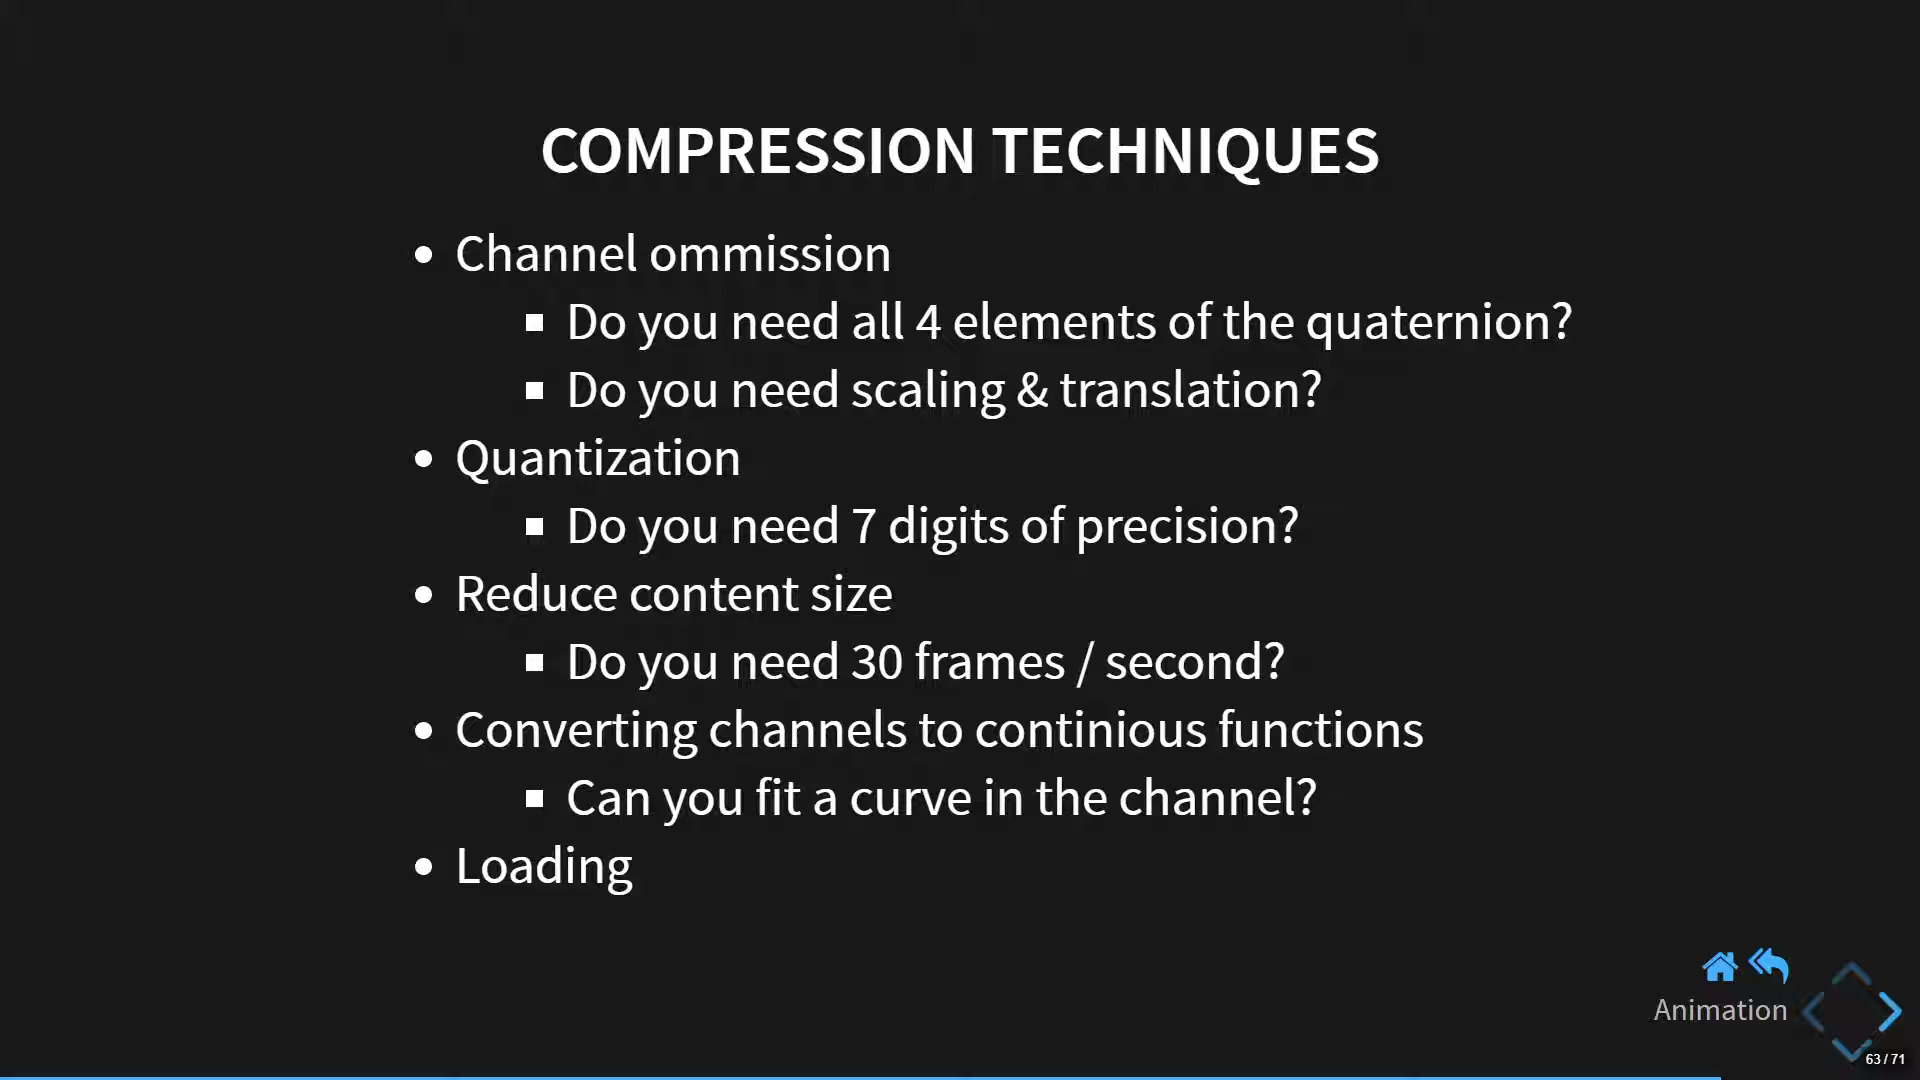 COMPRESSION TECHNIQUES
Channel ommission
Do you need all 4 elements of the quaternion?
Do you need scaling & translation?
Quantization
Do you need 7 digits of precision?
Reduce content size
Do you need 30 frames / second?
Converting channels to continious functions
Can you fit a curve in the channel?
Loading
Animation
63 / 71